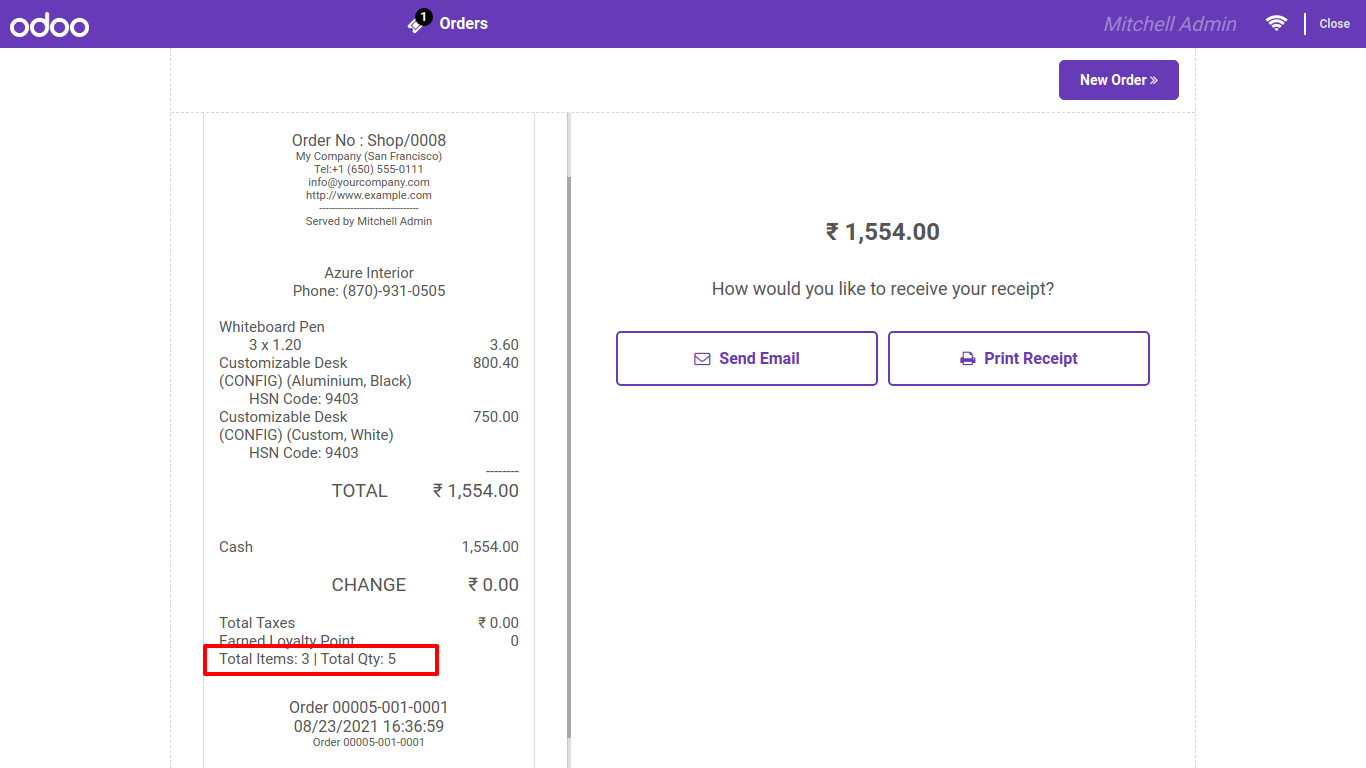 odoo
1
Orders
Mitchell Admin
Close
New Order »
Order No : Shop/0008
My Company (San Francisco)
Tel:+1 (650) 555-0111
info@yourcompany.com
http://www.example.com
--------------------------------
Served by Mitchell Admin
Azure Interior
Phone: (870)-931-0505
Whiteboard Pen
3 x 1.20 3.60
Customizable Desk 800.40
(CONFIG) (Aluminium, Black)
HSN Code: 9403
Customizable Desk 750.00
(CONFIG) (Custom, White)
HSN Code: 9403
--------
TOTAL ₹ 1,554.00
Cash 1,554.00
CHANGE ₹ 0.00
Total Taxes ₹ 0.00
Earned Loyalty Point 0
Total Items: 3 | Total Qty: 5
Order 00005-001-0001
08/23/2021 16:36:59
Order 00005-001-0001
₹ 1,554.00
How would you like to receive your receipt?
Send Email
Print Receipt